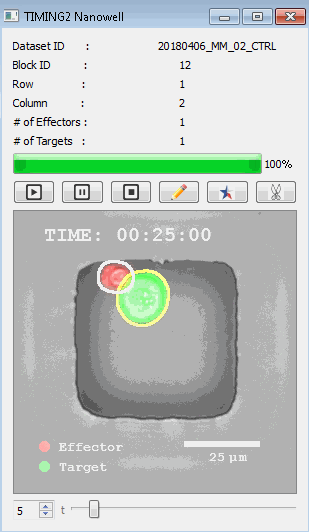 TIMING2 Nanowell
Dataset ID : 20180406_MM_02_CTRL
Block ID : 12
Row : 1
Column : 2
# of Effectors : 1
# of Targets : 1
100%
TIME: 00:25:00
Effector
Target
25 µm
5 t